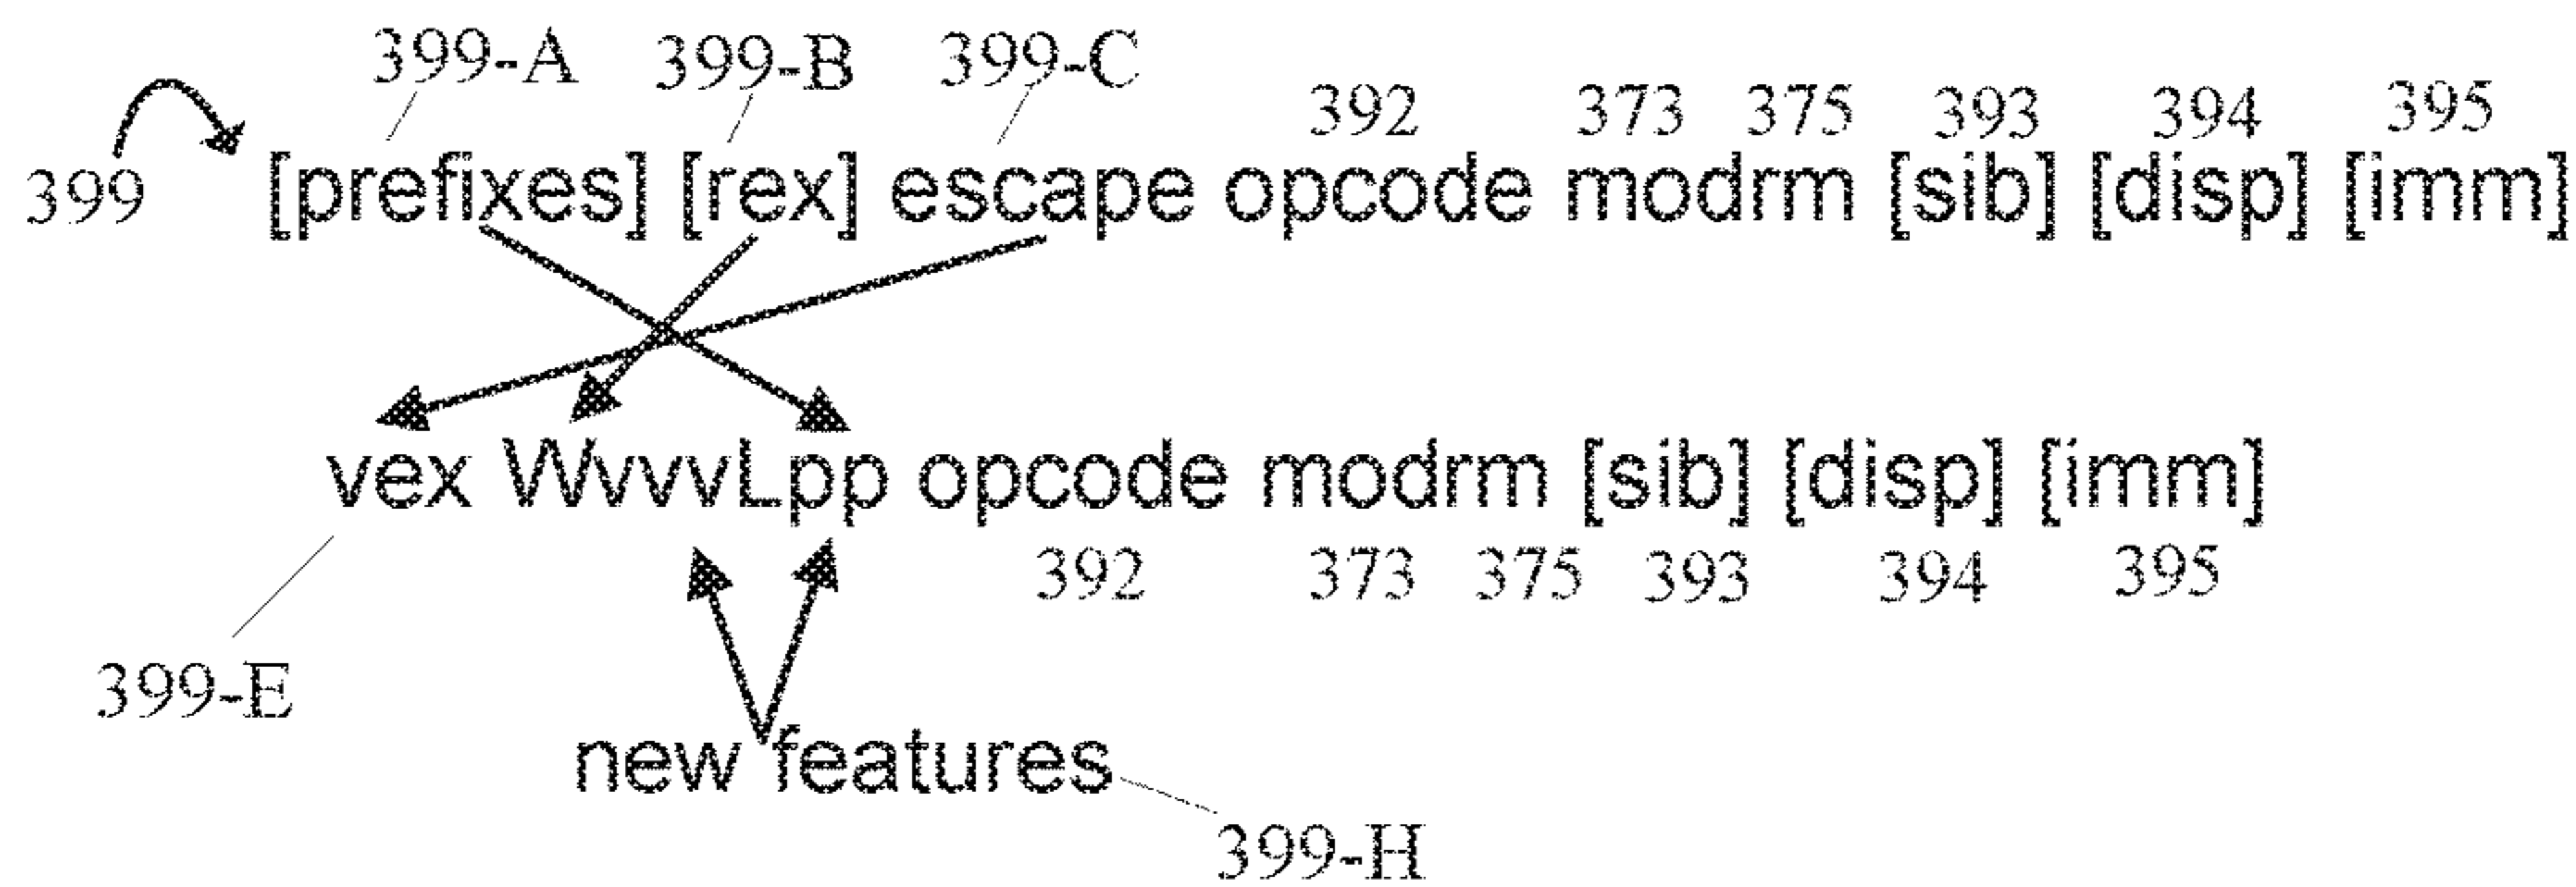 399-A 399-B 399-C
392 373 375 393 394 395
399 [prefixes] [rex] escape opcode modrm [sib] [disp] [imm]
vex WvvvLpp opcode modrm [sib] [disp] [imm]
392 373 375 393 394 395
399-E
new features
399-H